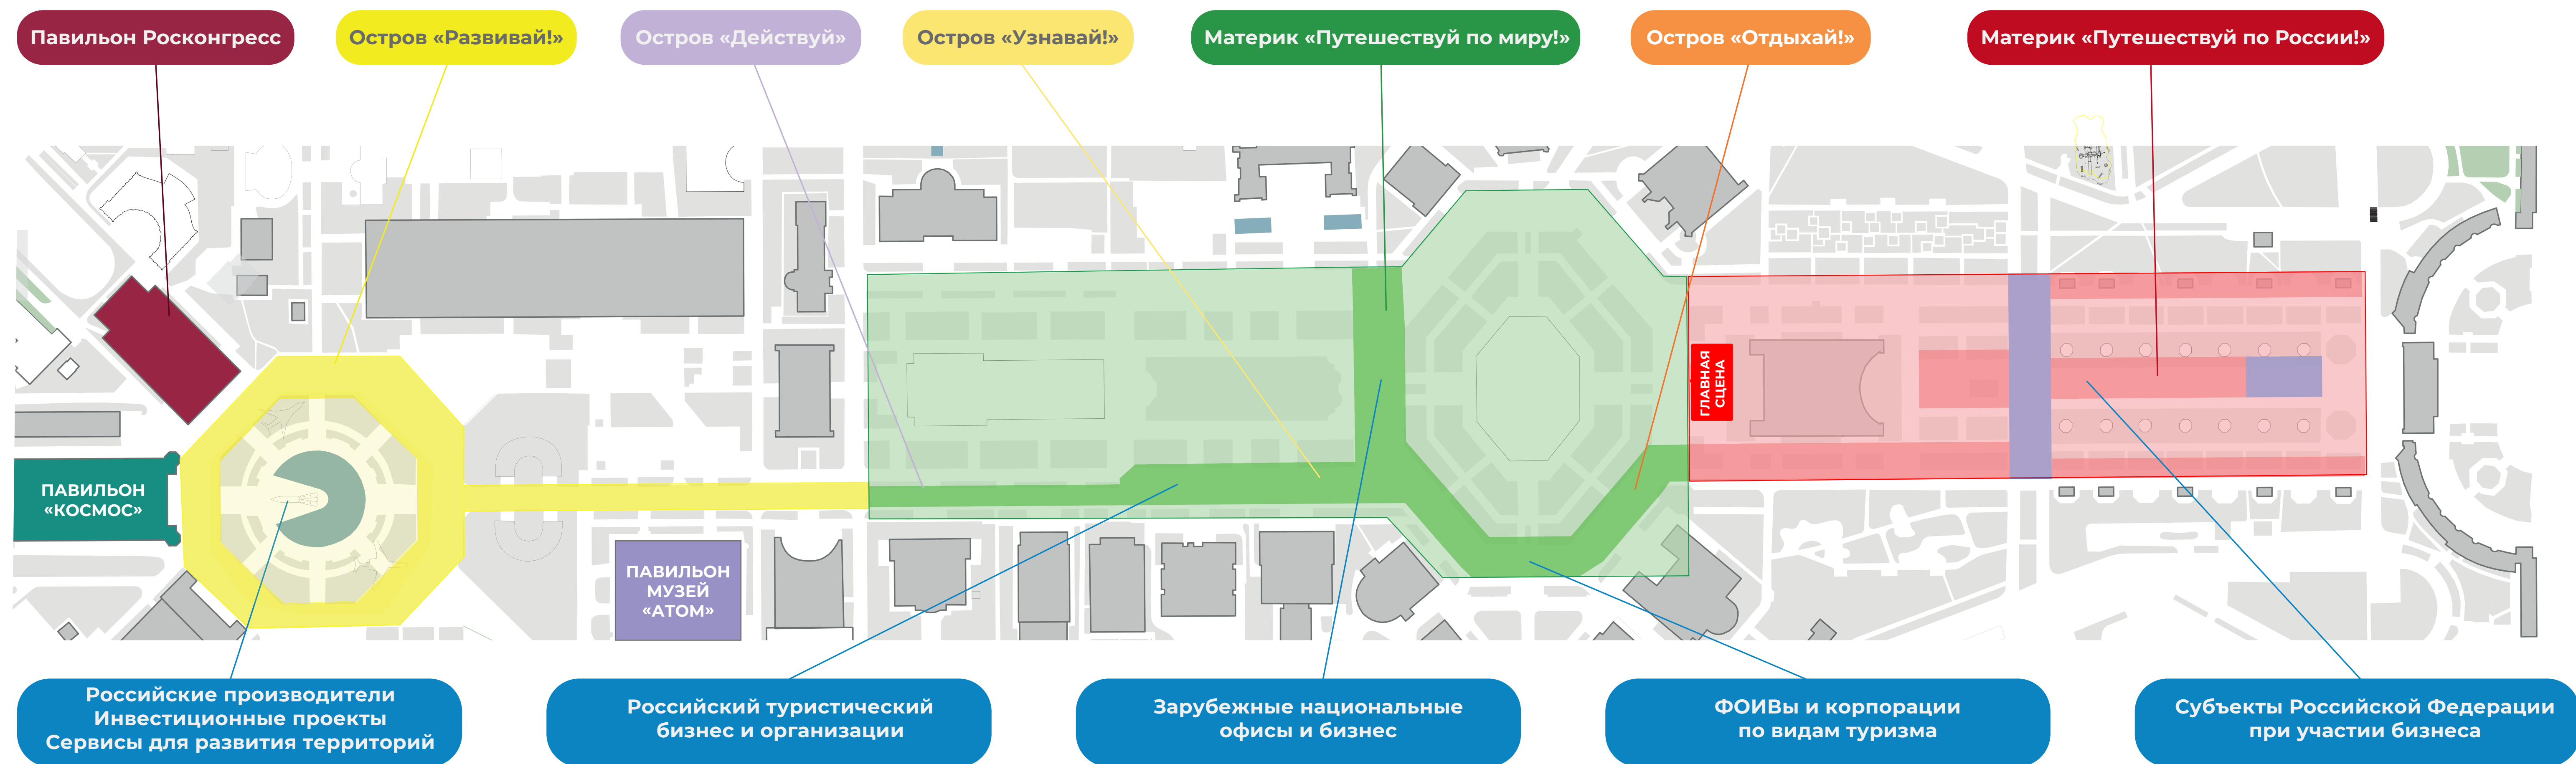 Павильон Росконгресс
Остров «Развивай!»
Остров «Действуй»
Остров «Узнавай!»
Материк «Путешествуй по миру!»
Остров «Отдыхай!»
Материк «Путешествуй по России!»
ГЛАВНАЯ
СЦЕНА
ПАВИЛЬОН
«КОСМОС»
ПАВИЛЬОН
МУЗЕЙ
«АТОМ»
Российские производители
Инвестиционные проекты
Сервисы для развития территорий
Российский туристический
бизнес и организации
Зарубежные национальные
офисы и бизнес
ФОИВы и корпорации
по видам туризма
Субъекты Российской Федерации
при участии бизнеса